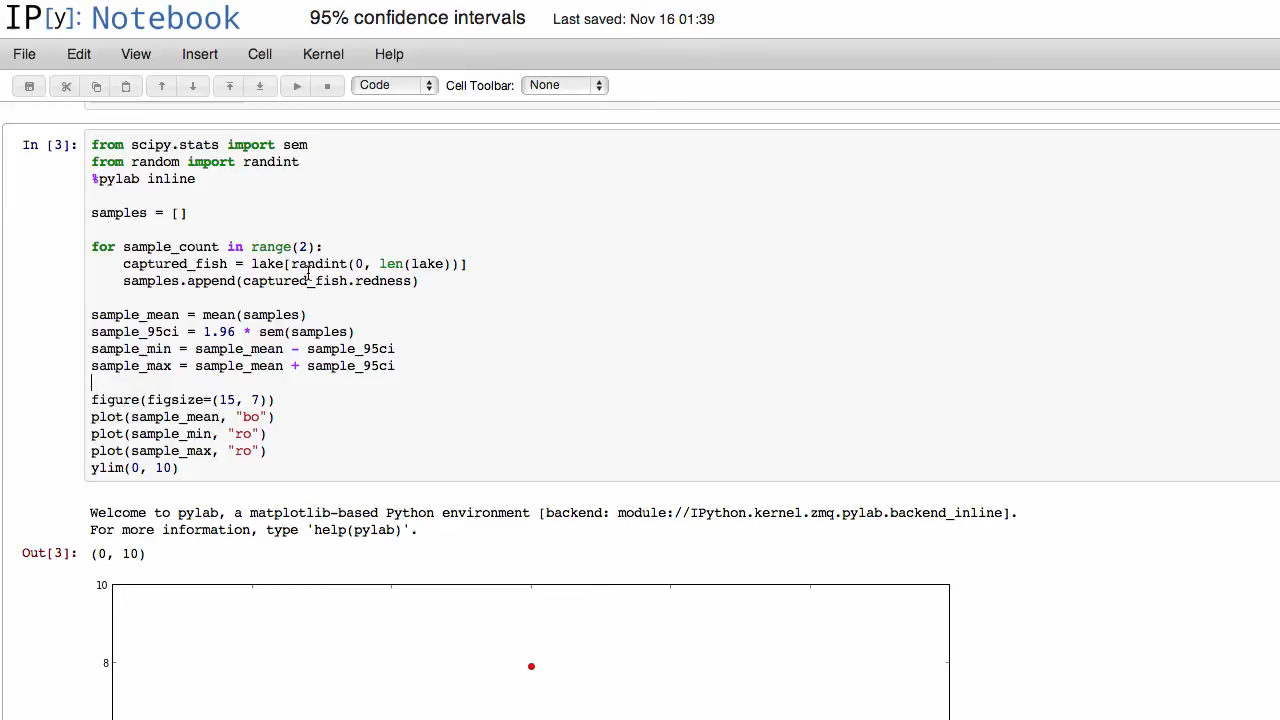 IP[y]: Notebook 95% confidence intervals Last saved: Nov 16 01:39
File Edit View Insert Cell Kernel Help
Code Cell Toolbar: None
In [3]: from scipy.stats import sem
from random import randint
%pylab inline
samples = []
for sample_count in range(2):
captured_fish = lake[randint(0, len(lake))]
samples.append(captured_fish.redness)
sample_mean = mean(samples)
sample_95ci = 1.96 * sem(samples)
sample_min = sample_mean - sample_95ci
sample_max = sample_mean + sample_95ci
figure(figsize=(15, 7))
plot(sample_mean, "bo")
plot(sample_min, "ro")
plot(sample_max, "ro")
ylim(0, 10)
Welcome to pylab, a matplotlib-based Python environment [backend: module://IPython.kernel.zmq.pylab.backend_inline].
For more information, type 'help(pylab)'.
Out[3]: (0, 10)
10
8